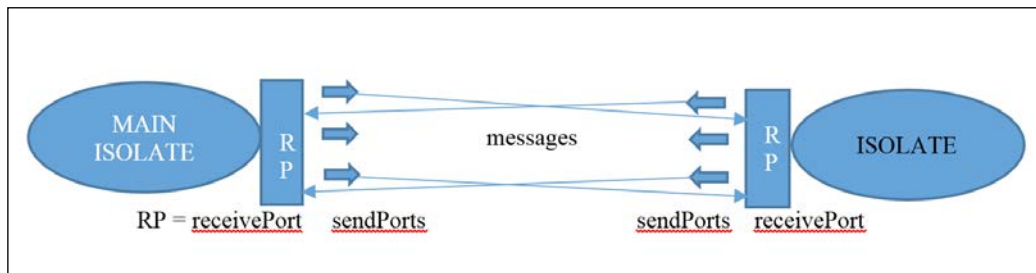 MAIN
ISOLATE
R
P
messages
R
P
ISOLATE
RP = receivePort
sendPorts
sendPorts
receivePort